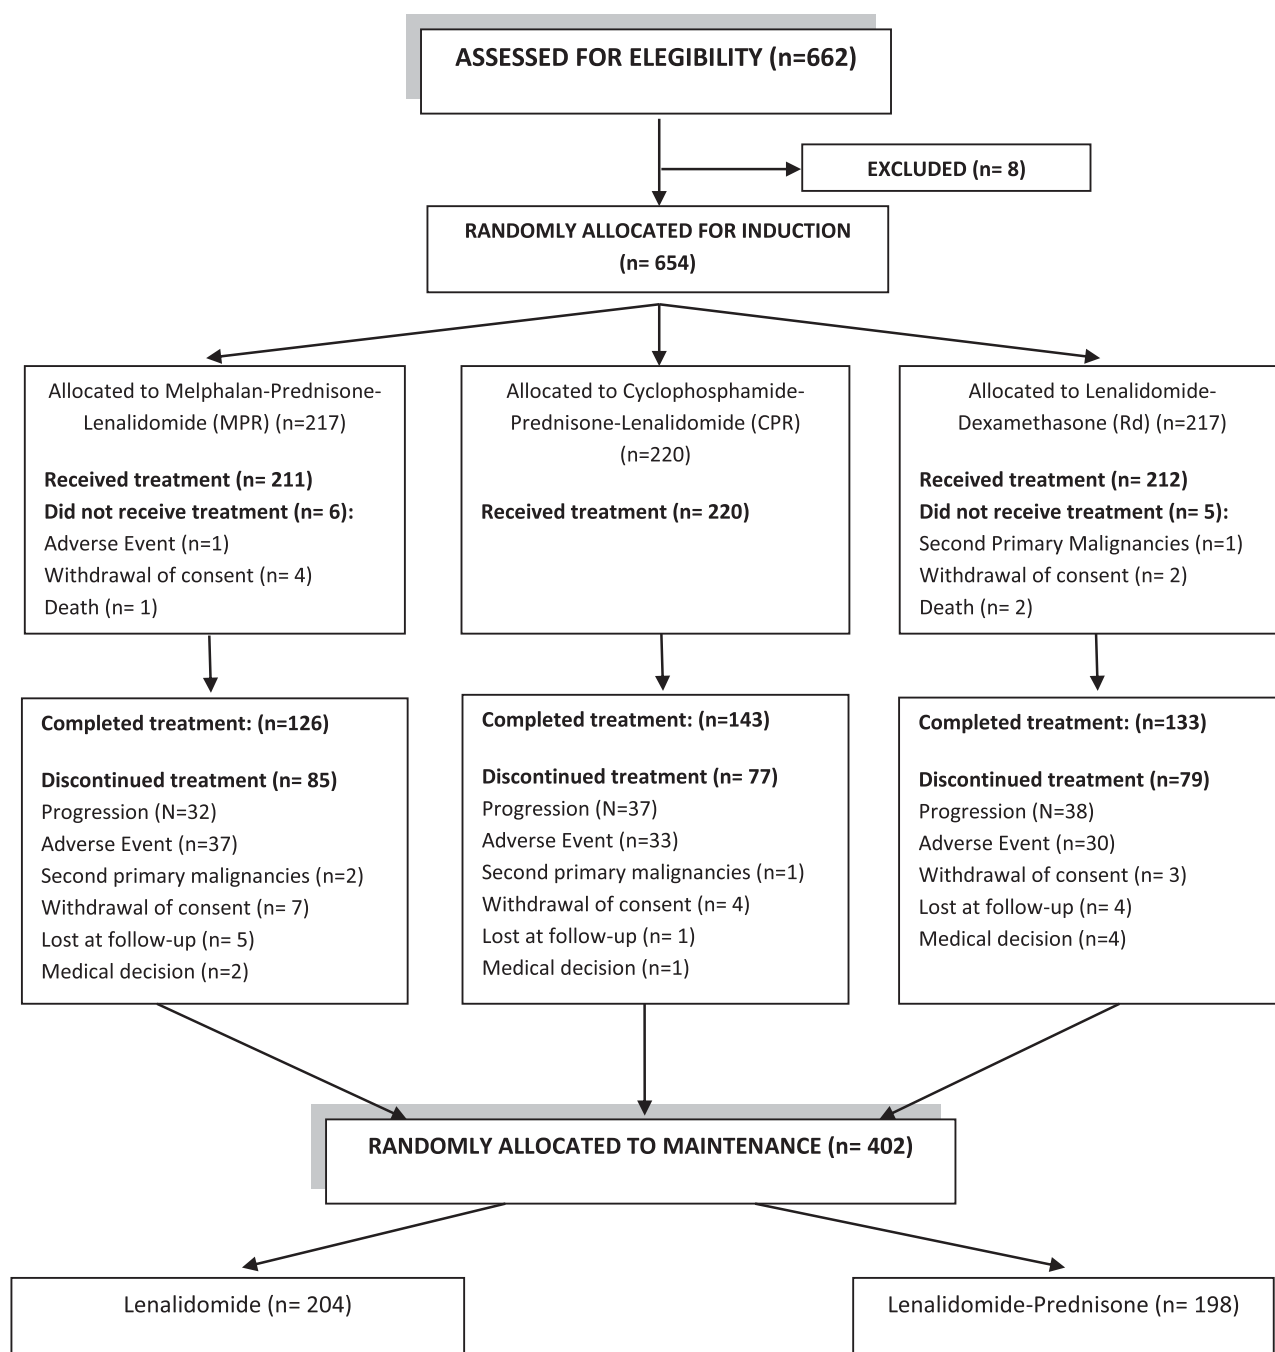 ASSESSED FOR ELEGIBILITY (n=662)
EXCLUDED (n= 8)
RANDOMLY ALLOCATED FOR INDUCTION
(n= 654)
Allocated to Melphalan-Prednisone-
Lenalidomide (MPR) (n=217)
Received treatment (n= 211)
Did not receive treatment (n= 6):
Adverse Event (n=1)
Withdrawal of consent (n= 4)
Death (n= 1)
Allocated to Cyclophosphamide-
Prednisone-Lenalidomide (CPR)
(n=220)
Received treatment (n= 220)
Allocated to Lenalidomide-
Dexamethasone (Rd) (n=217)
Received treatment (n= 212)
Did not receive treatment (n= 5):
Second Primary Malignancies (n=1)
Withdrawal of consent (n= 2)
Death (n= 2)
Completed treatment: (n=126)
Discontinued treatment (n= 85)
Progression (N=32)
Adverse Event (n=37)
Second primary malignancies (n=2)
Withdrawal of consent (n= 7)
Lost at follow-up (n= 5)
Medical decision (n=2)
Completed treatment: (n=143)
Discontinued treatment (n= 77)
Progression (N=37)
Adverse Event (n=33)
Second primary malignancies (n=1)
Withdrawal of consent (n= 4)
Lost at follow-up (n= 1)
Medical decision (n=1)
Completed treatment: (n=133)
Discontinued treatment (n=79)
Progression (N=38)
Adverse Event (n=30)
Withdrawal of consent (n= 3)
Lost at follow-up (n= 4)
Medical decision (n=4)
RANDOMLY ALLOCATED TO MAINTENANCE (n= 402)
Lenalidomide (n= 204)
Lenalidomide-Prednisone (n= 198)